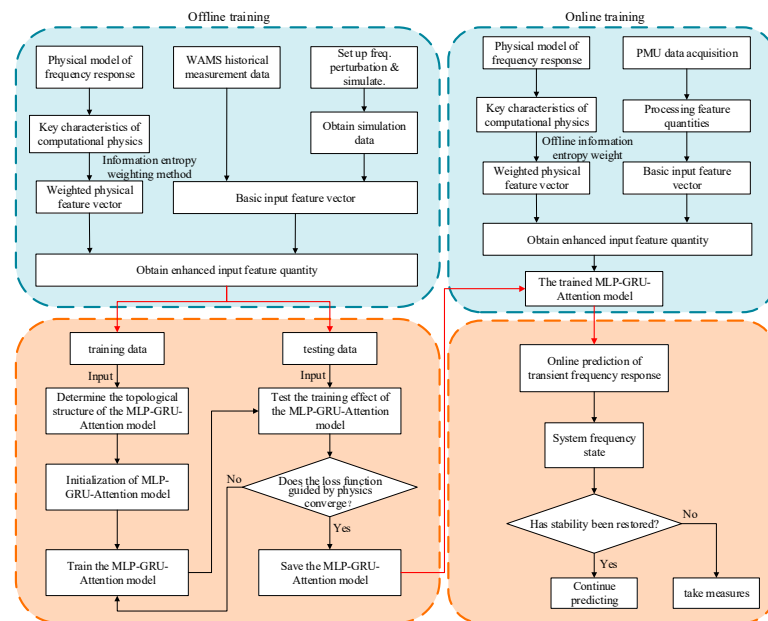 Offline training
Physical model of
frequency response
WAMS historical
measurement data
Set up freq.
perturbation &
simulate.
Key characteristics of
computational physics
Obtain simulation
data
Information entropy
weighting method
Weighted physical
feature vector
Basic input feature vector
Obtain enhanced input feature quantity
Online training
Physical model of
frequency response
PMU data acquisition
Key characteristics of
computational physics
Processing feature
quantities
Offline information
entropy weight
Weighted physical
feature vector
Basic input feature
vector
Obtain enhanced input feature quantity
The trained MLP-GRU-
Attention model
training data
testing data
Input
Input
Determine the topological
structure of the MLP-GRU-
Attention model
Test the training effect of
the MLP-GRU-Attention
model
Initialization of MLP-
GRU-Attention model
No
Does the loss function
guided by physics
converge?
Yes
Train the MLP-GRU-
Attention model
Save the MLP-GRU-
Attention model
Online prediction of
transient frequency response
System frequency
state
Has stability been restored?
No
Yes
Continue
predicting
take measures